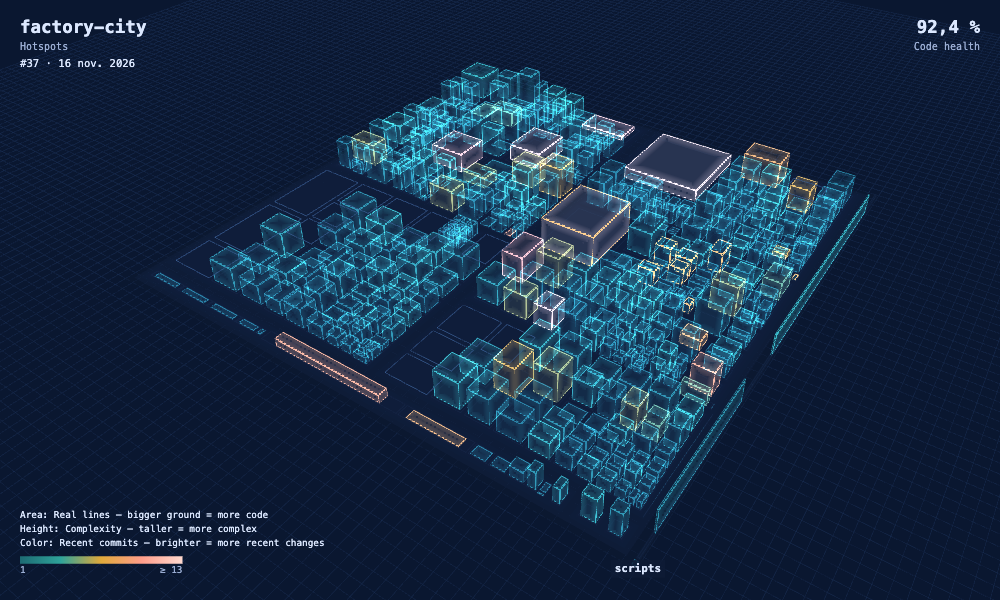 factory-city
Hotspots
#37 · 16 nov. 2026
92,4 %
Code health
Area: Real lines — bigger ground = more code
Height: Complexity — taller = more complex
Color: Recent commits — brighter = more recent changes
1
≥ 13
scripts